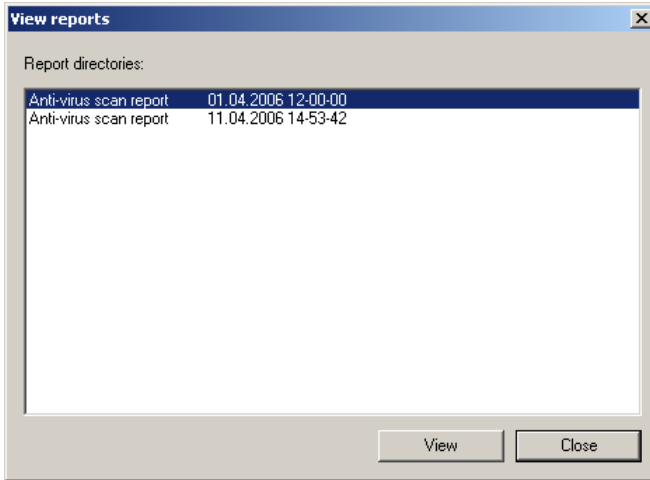 View reports
Report directories:
Anti-virus scan report 01.04.2006 12-00-00
Anti-virus scan report 11.04.2006 14-53-42
View Close